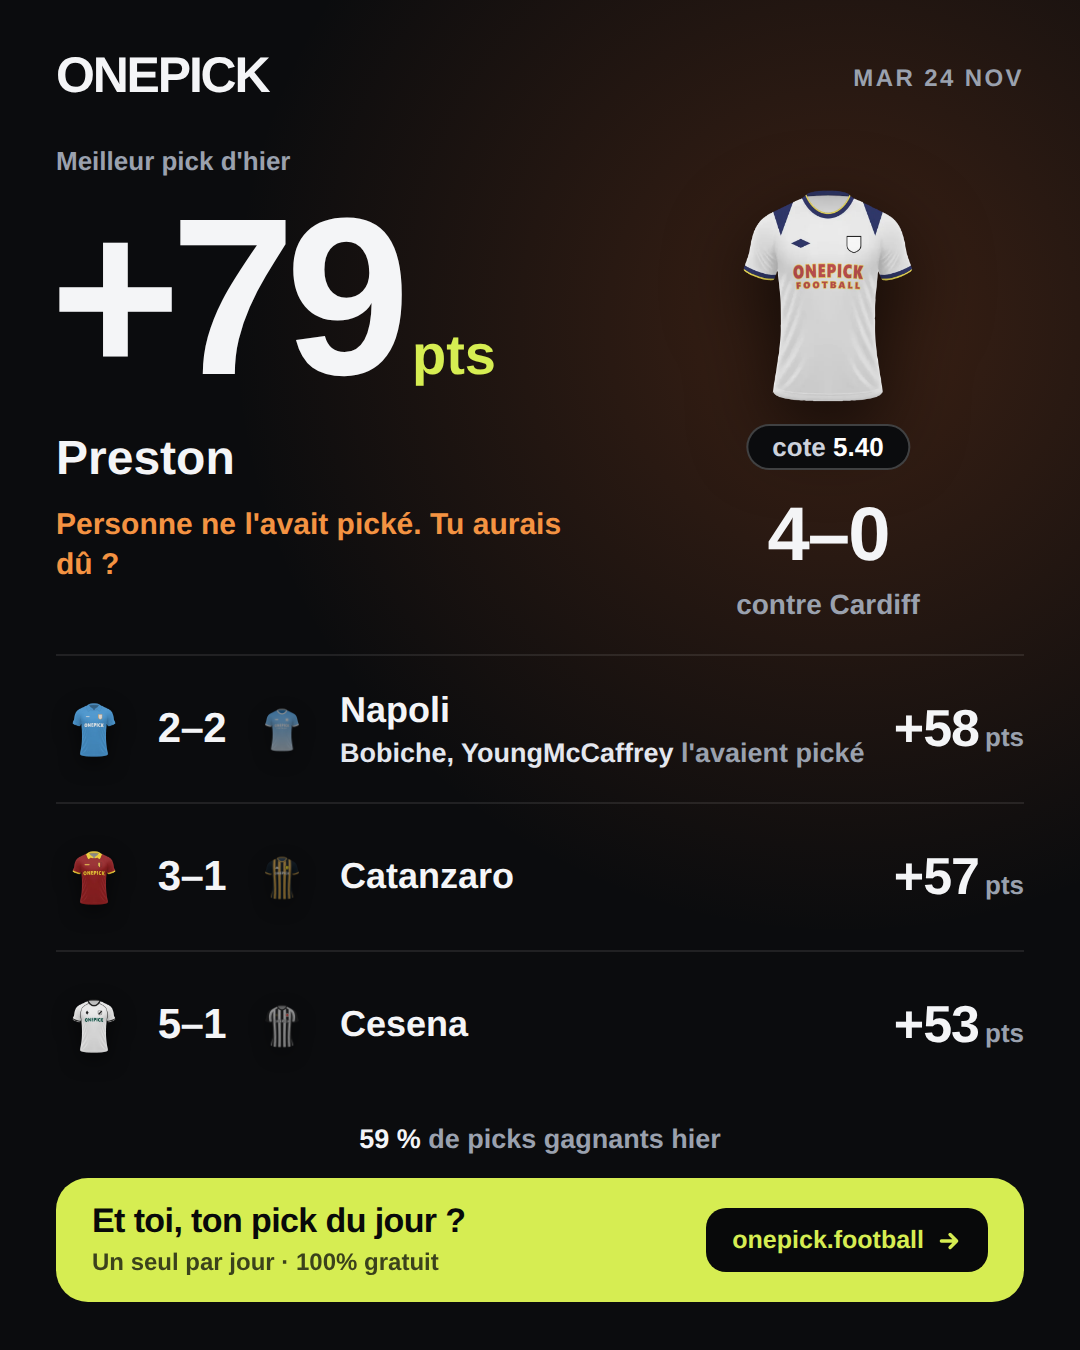 ONEPICK
MAR 24 NOV
Meilleur pick d'hier
+79 pts
ONEPICK
FOOTBALL
cote 5.40
Preston
Personne ne l'avait pické. Tu aurais
dû ?
4–0
contre Cardiff
ONEPICK
2–2
Napoli
Bobiche, YoungMcCaffrey l'avaient pické
+58 pts
ONEPICK
3–1
Catanzaro
+57 pts
ONEPICK
5–1
Cesena
+53 pts
59 % de picks gagnants hier
Et toi, ton pick du jour ?
Un seul par jour · 100% gratuit
onepick.football →